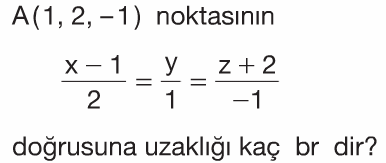 A(1, 2, −1) noktasının
x − 1 / 2 = y / 1 = z + 2 / −1
doğrusuna uzaklığı kaç br dir?